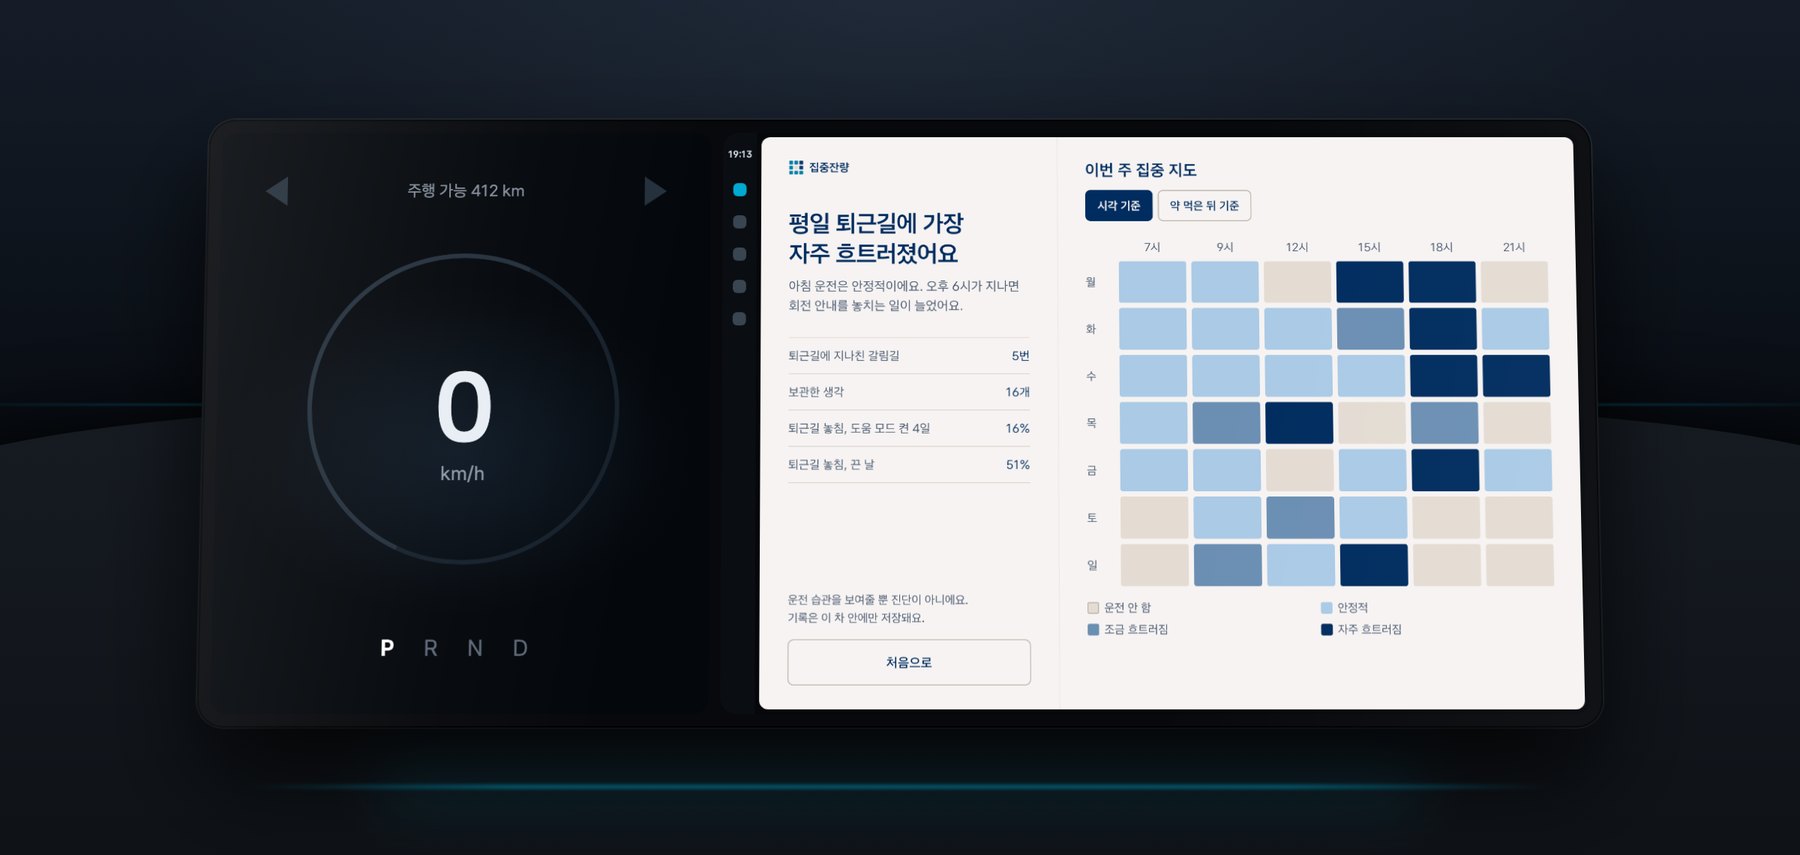 주행 가능 412 km
0
km/h
P R N D
19:13
집중잔량
평일 퇴근길에 가장
자주 흐트러졌어요
아침 운전은 안정적이에요. 오후 6시가 지나면
회전 안내를 놓치는 일이 늘었어요.
퇴근길에 지나친 갈림길 5번
보관한 생각 16개
퇴근길 놓침, 도움 모드 켠 4일 16%
퇴근길 놓침, 끈 날 51%
운전 습관을 보여줄 뿐 진단이 아니에요.
기록은 이 차 안에만 저장돼요.
처음으로
이번 주 집중 지도
시각 기준 약 먹은 뒤 기준
7시 9시 12시 15시 18시 21시
월
화
수
목
금
토
일
운전 안 함 안정적
조금 흐트러짐 자주 흐트러짐